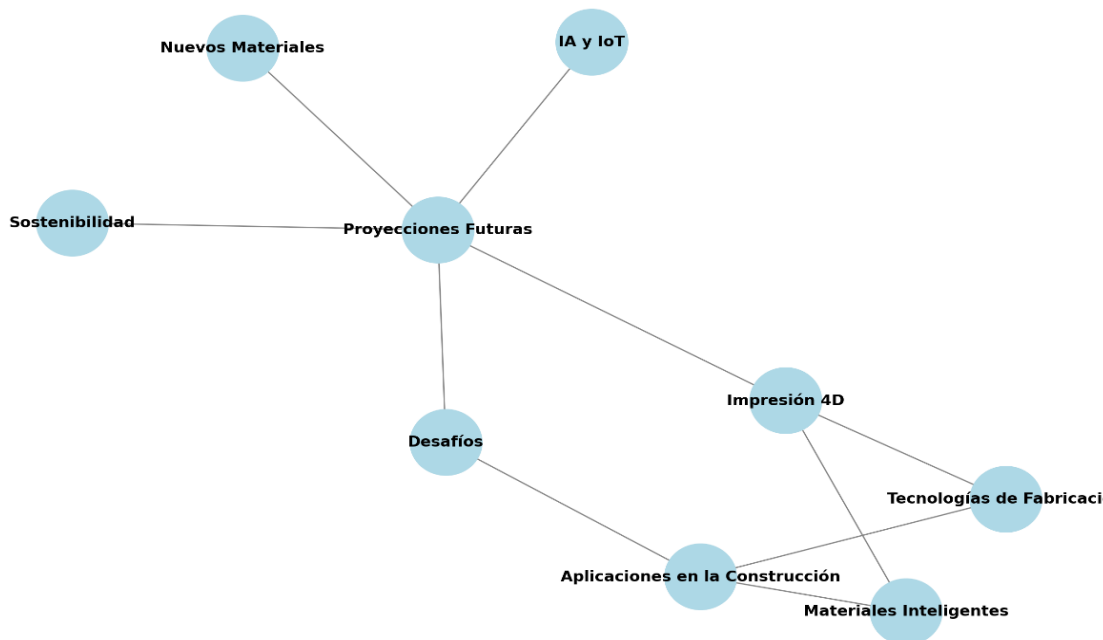 Nuevos Materiales
IA y IoT
Sostenibilidad
Proyecciones Futuras
Impresión 4D
Desafíos
Tecnologías de Fabricaci
Aplicaciones en la Construcción
Materiales Inteligentes